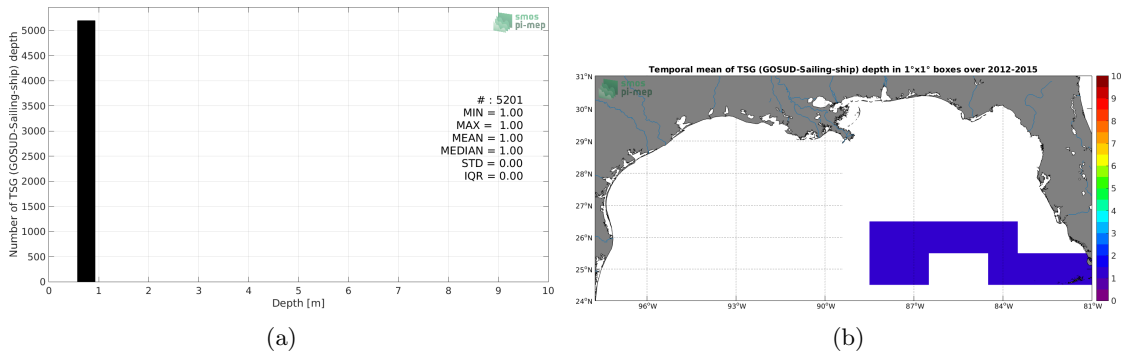 smos
pi-mep
5000
4500
4000
3500
3000
2500
2000
1500
1000
500
0
Number of TSG (GOSUD-Sailing-ship) depth
# : 5201
MIN = 1.00
MAX = 1.00
MEAN = 1.00
MEDIAN = 1.00
STD = 0.00
IQR = 0.00
0 1 2 3 4 5 6 7 8 9 10
Depth [m]
(a)
Temporal mean of TSG (GOSUD-Sailing-ship) depth in 1°x1° boxes over 2012-2015
smos
pi-mep
31°N
30°N
29°N
28°N
27°N
26°N
25°N
24°N
96°W 93°W 90°W 87°W 84°W 81°W
10
9
8
7
6
5
4
3
2
1
0
(b)